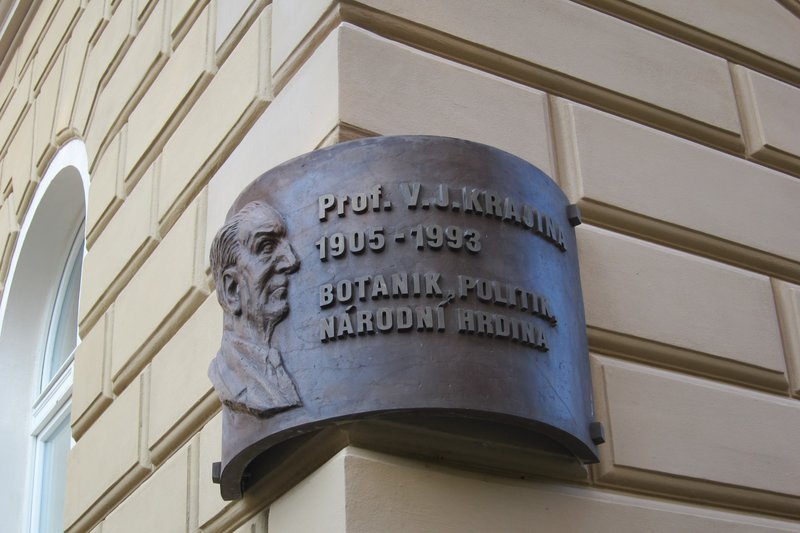 Prof. V.J.KRAJINA
1905-1993
BOTANIK, POLITIK,
NÁRODNÍ HRDINA